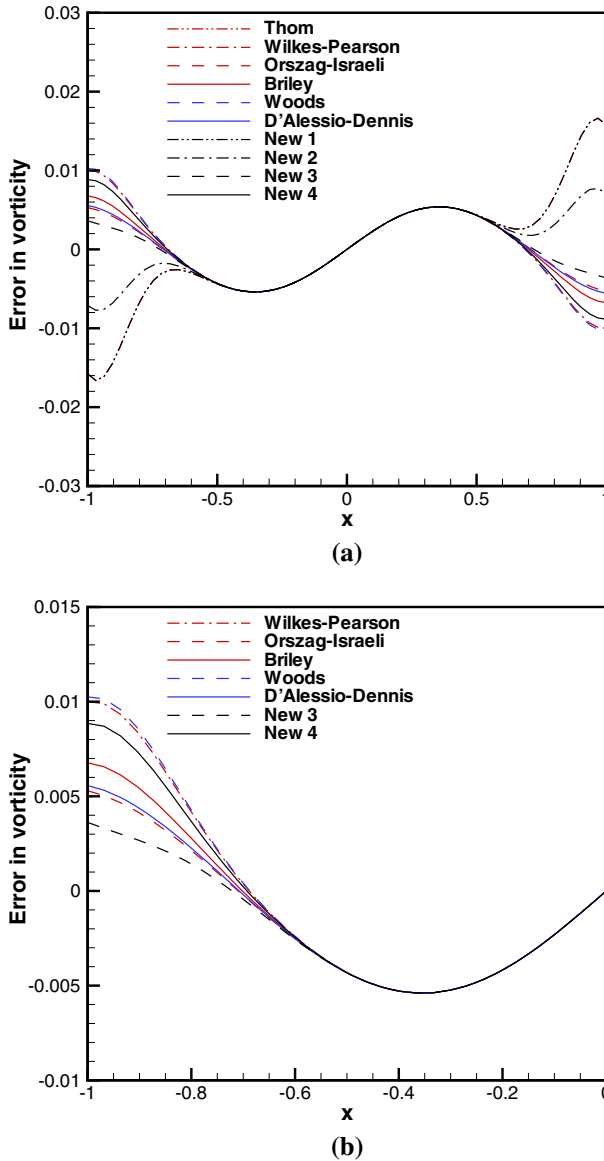 0.03
0.02
0.01
0
-0.01
-0.02
-0.03
Error in vorticity
Thom
Wilkes-Pearson
Orszag-Israeli
Briley
Woods
D'Alessio-Dennis
New 1
New 2
New 3
New 4
-1 -0.5 0 0.5 1
x
(a)
0.015
0.01
0.005
0
-0.005
-0.01
Error in vorticity
Wilkes-Pearson
Orszag-Israeli
Briley
Woods
D'Alessio-Dennis
New 3
New 4
-1 -0.8 -0.6 -0.4 -0.2 0
x
(b)